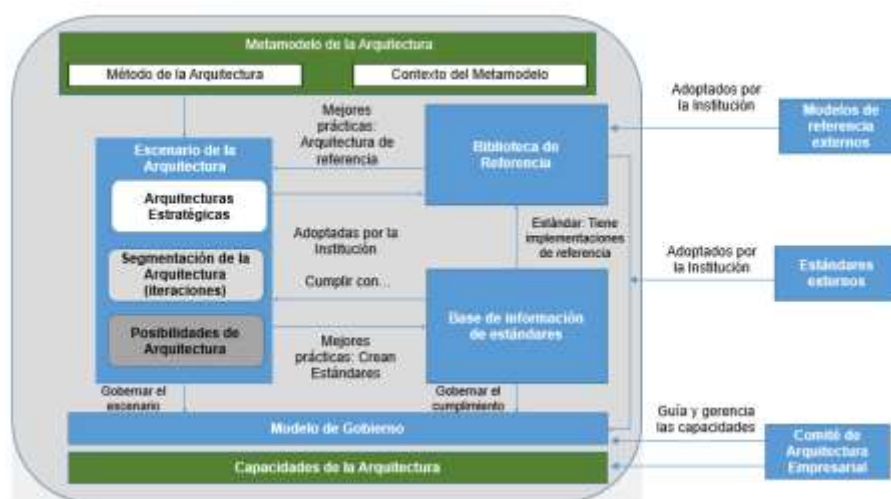 Metamodelo de la Arquitectura
Método de la Arquitectura
Contexto del Metamodelo
Mejores
prácticas:
Arquitectura de
referencia
Adoptados por
la Institución
Modelos de
referencia
externos
Escenario de la
Arquitectura
Biblioteca de
Referencia
Arquitecturas
Estratégicas
Adoptadas por la
Institución
Estándar: Tiene
implementaciones
de referencia
Segmentación de la
Arquitectura
(iteraciones)
Cumplir con...
Adoptados por
la Institución
Estándares
externos
Posibilidades de
Arquitectura
Base de información
de estándares
Mejores
prácticas: Crean
Estándares
Gobernar el
escenario
Gobernar el
cumplimiento
Modelo de Gobierno
Guía y gerencia
las capacidades
Comité de
Arquitectura
Empresarial
Capacidades de la Arquitectura